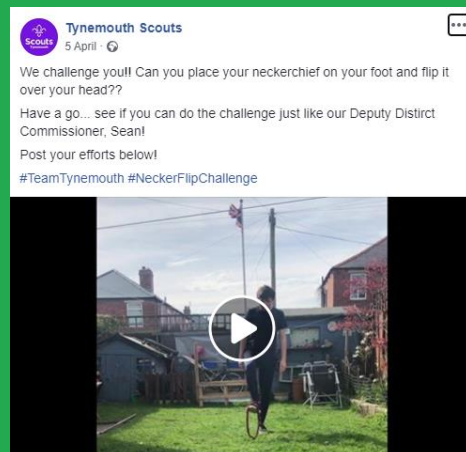 Tynemouth Scouts
Scouts
5 April ·
We challenge you!! Can you place your neckerchief on your foot and flip it
over your head??
Have a go... see if you can do the challenge just like our Deputy Distirct
Commissioner, Sean!
Post your efforts below!
#TeamTynemouth #NeckerFlipChallenge